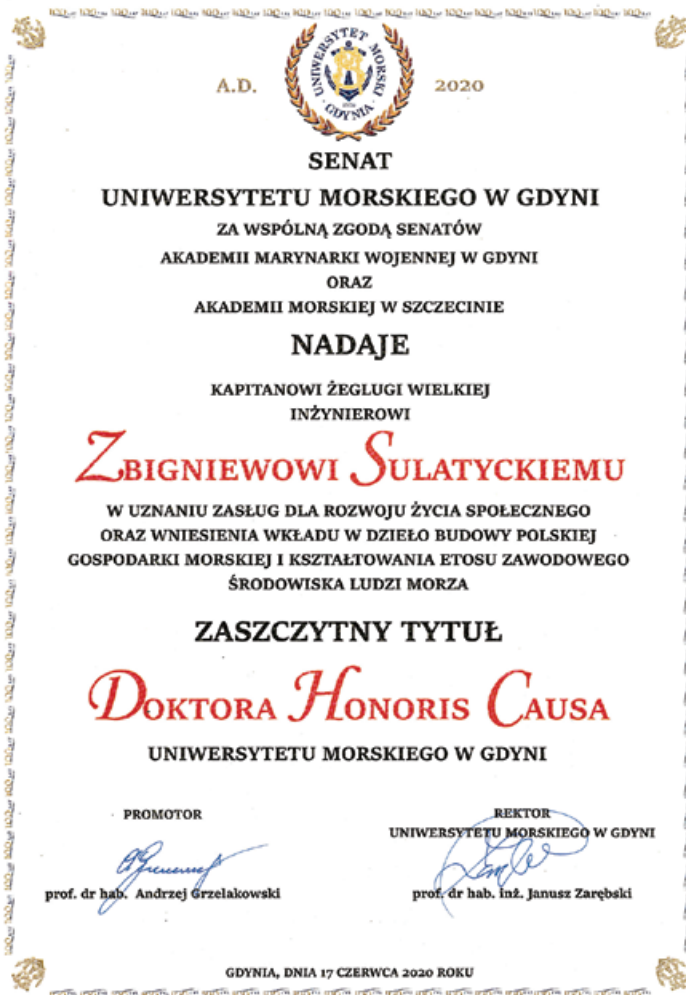 A.D. 2020
UNIWERSYTET MORSKI
GDYNIA
SENAT
UNIWERSYTETU MORSKIEGO W GDYNI
ZA WSPÓLNĄ ZGODĄ SENATÓW
AKADEMII MARYNARKI WOJENNEJ W GDYNI
ORAZ
AKADEMII MORSKIEJ W SZCZECINIE
NADAJE
KAPITANOWI ŻEGLUGI WIELKIEJ
INŻYNIEROWI
ZBIGNIEWOWI SULATYCKIEMU
W UZNANIU ZASŁUG DLA ROZWOJU ŻYCIA SPOŁECZNEGO
ORAZ WNIESIENIA WKŁADU W DZIEŁO BUDOWY POLSKIEJ
GOSPODARKI MORSKIEJ I KSZTAŁTOWANIA ETOSU ZAWODOWEGO
ŚRODOWISKA LUDZI MORZA
ZASZCZYTNY TYTUŁ
DOKTORA HONORIS CAUSA
UNIWERSYTETU MORSKIEGO W GDYNI
PROMOTOR
prof. dr hab. Andrzej Grzelakowski
REKTOR
UNIWERSYTETU MORSKIEGO W GDYNI
prof. dr hab. inż. Janusz Zarębski
GDYNIA, DNIA 17 CZERWCA 2020 ROKU